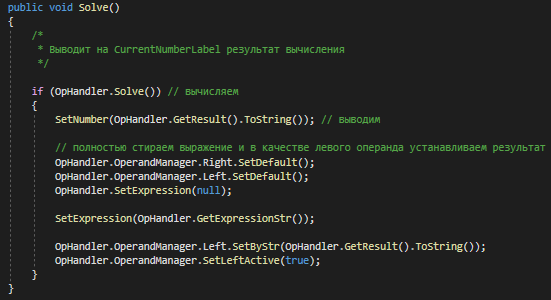 public void Solve()
{
/*
* Выводит на CurrentNumberLabel результат вычисления
*/
if (OpHandler.Solve()) // вычисляем
{
SetNumber(OpHandler.GetResult().ToString()); // выводим
// полностью стираем выражение и в качестве левого операнда устанавливаем результат
OpHandler.OperandManager.Right.SetDefault();
OpHandler.OperandManager.Left.SetDefault();
OpHandler.SetExpression(null);
SetExpression(OpHandler.GetExpressionStr());
OpHandler.OperandManager.Left.SetByStr(OpHandler.GetResult().ToString());
OpHandler.OperandManager.SetLeftActive(true);
}
}